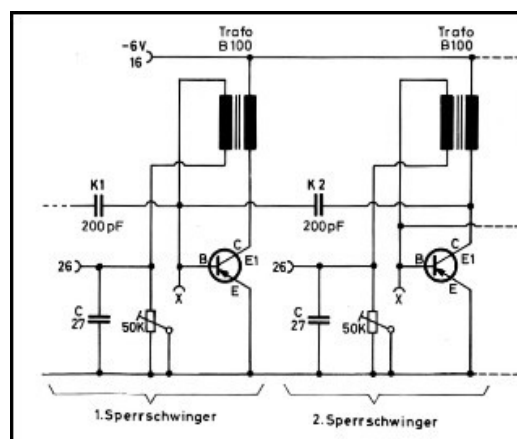 Trafo
B100
Trafo
B100
-6V
16
K1
200pF
K2
200pF
C
B
E1
E
C
B
E1
E
26
X
26
X
C
27
50K
C
27
50K
1.Sperrschwinger
2.Sperrschwinger